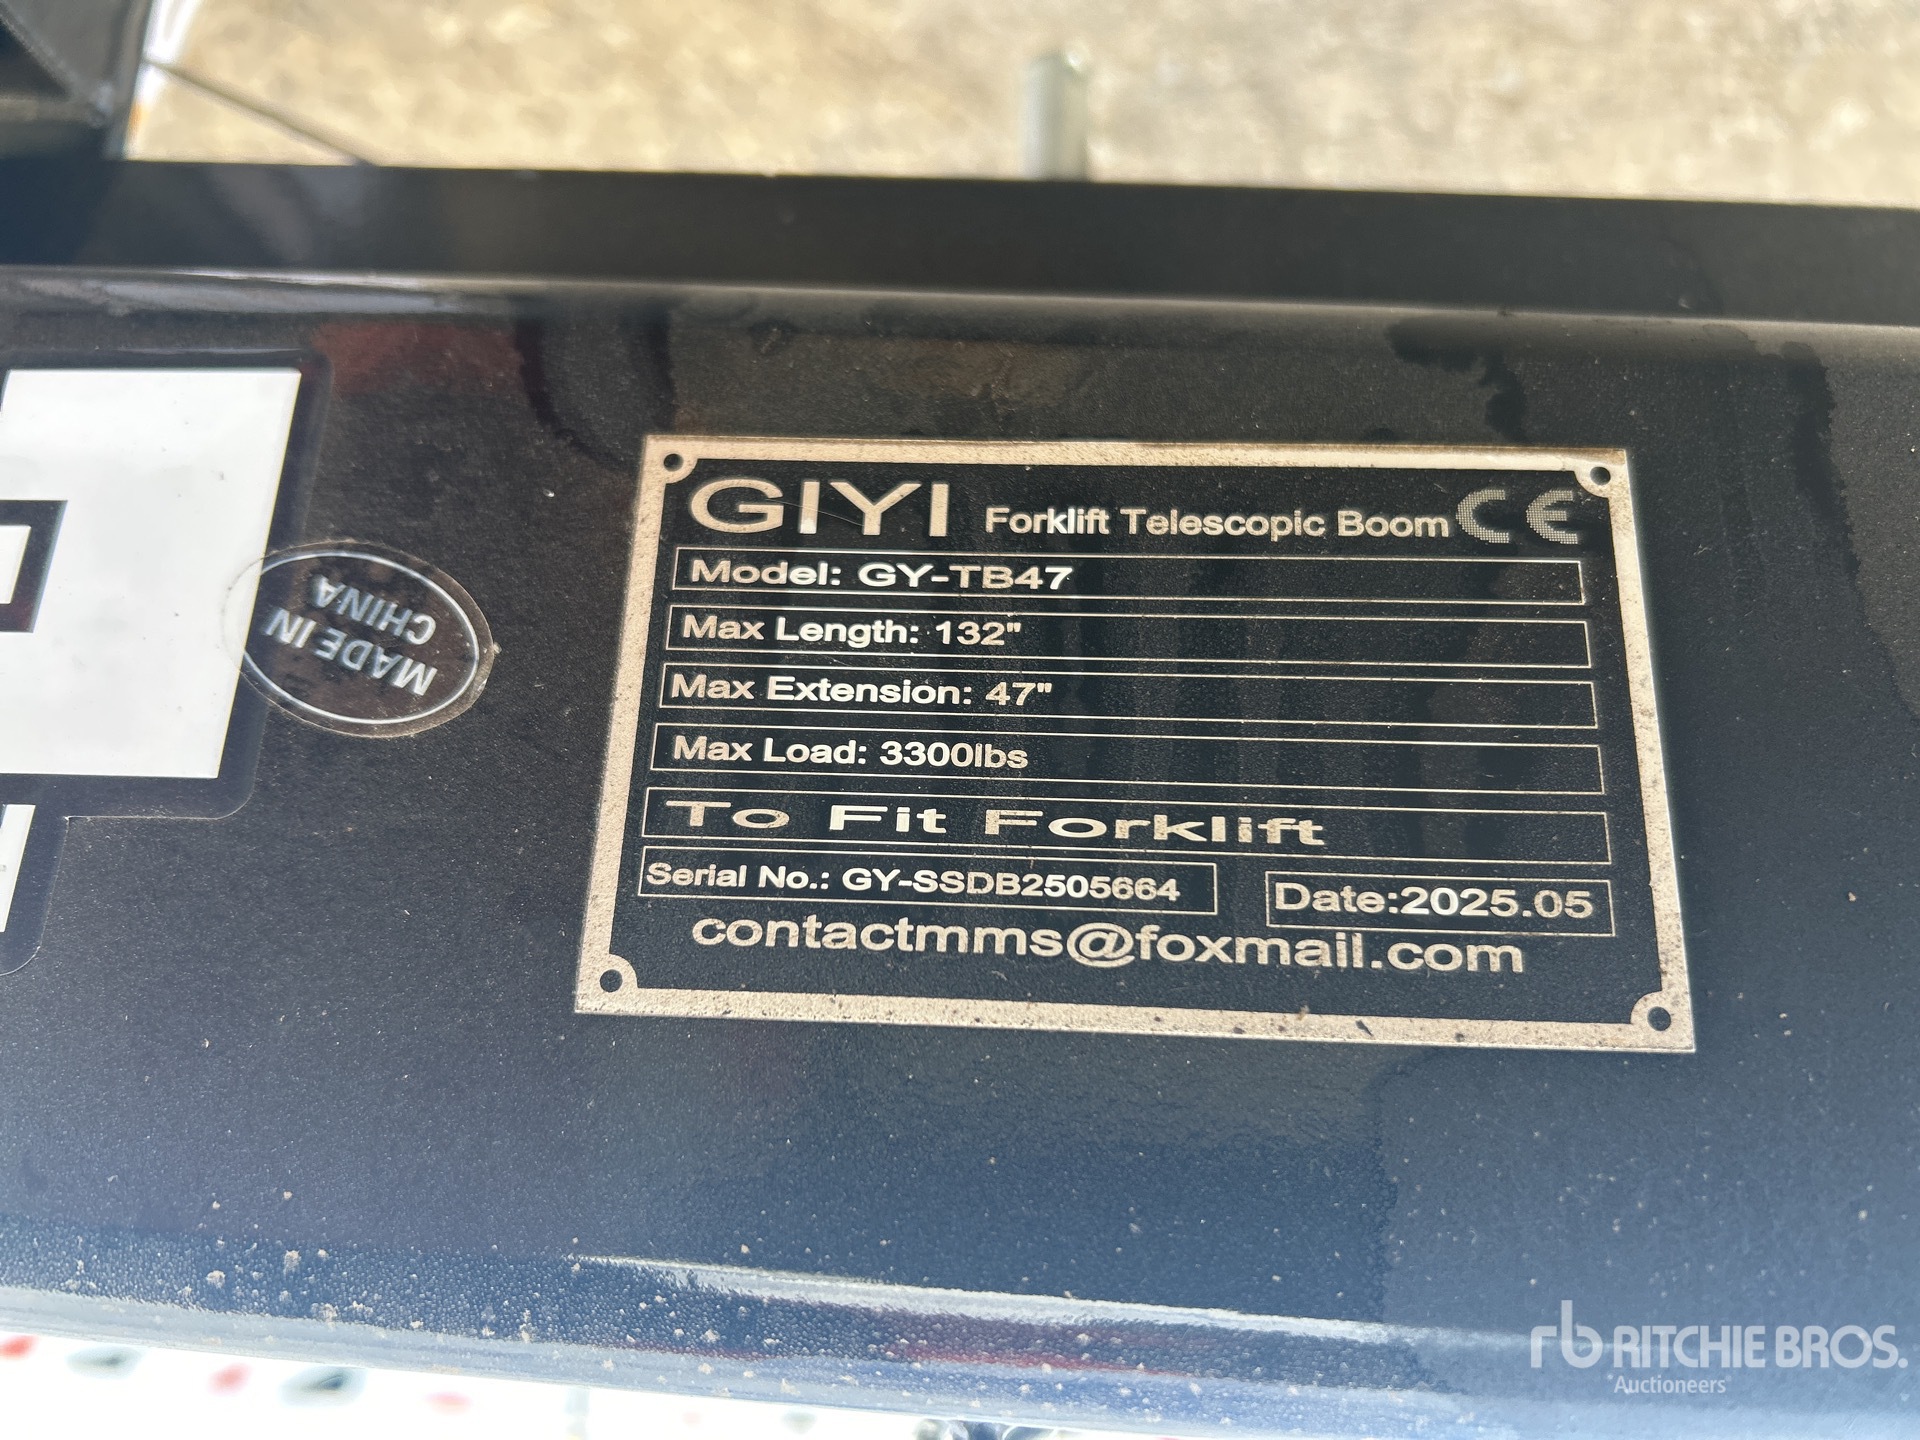 GIYI Forklift Telescopic Boom CE
Model: GY-TB47
Max Length: 132"
Max Extension: 47"
Max Load: 3300lbs
To Fit Forklift
Serial No.: GY-SSDB2505664 Date:2025.05
contactmms@foxmail.com
MADE IN
CHINA
rb RITCHIE BROS.
Auctioneers